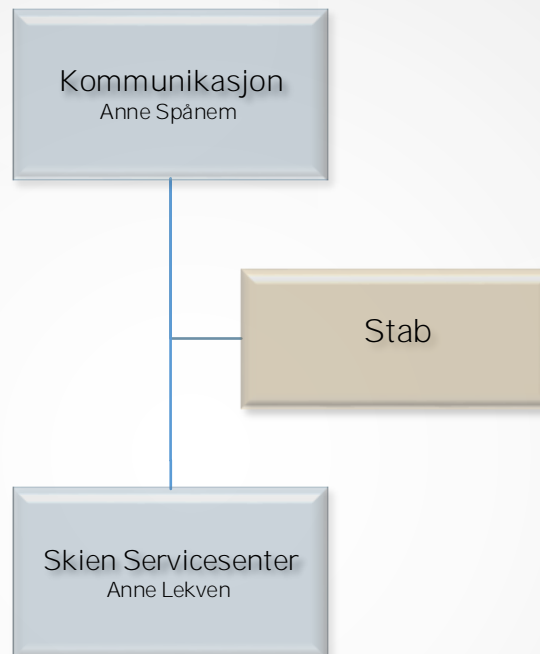 Kommunikasjon
Anne Spånem
Stab
Skien Servicesenter
Anne Lekven